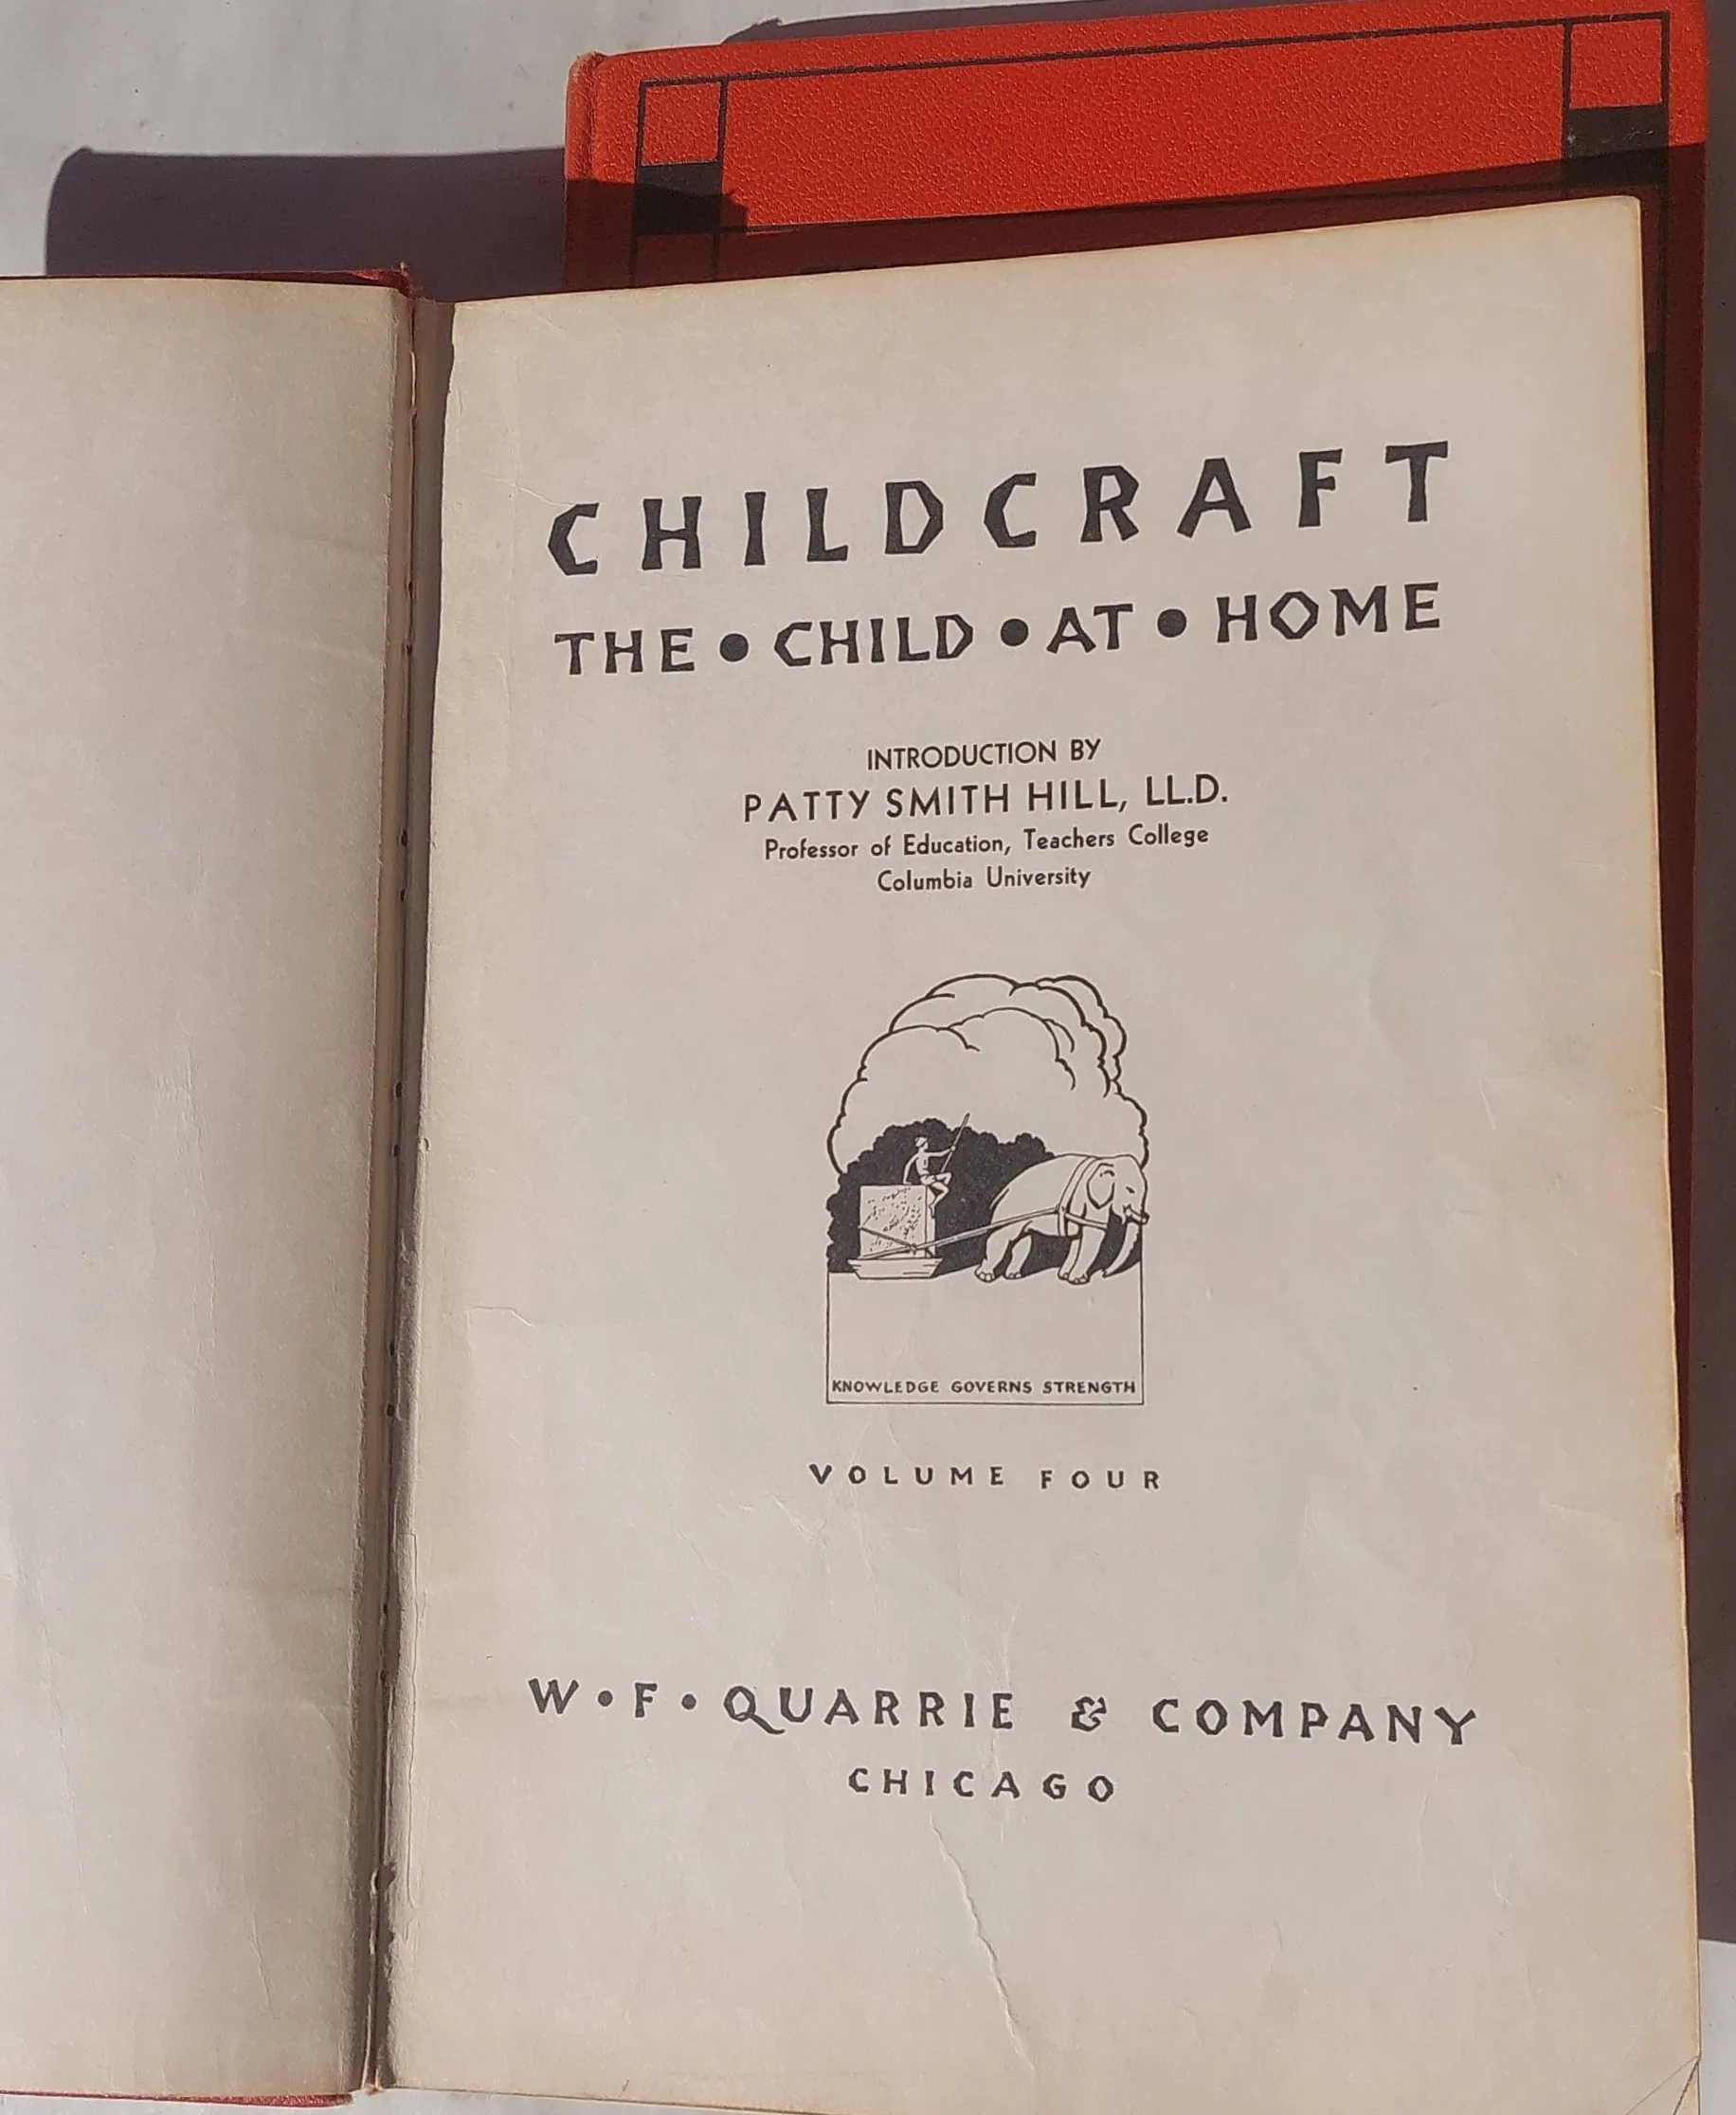 CHILDCRAFT
THE • CHILD • AT • HOME
INTRODUCTION BY
PATTY SMITH HILL, LL.D.
Professor of Education, Teachers College
Columbia University
KNOWLEDGE GOVERNS STRENGTH
VOLUME FOUR
W • F • QUARRIE & COMPANY
CHICAGO